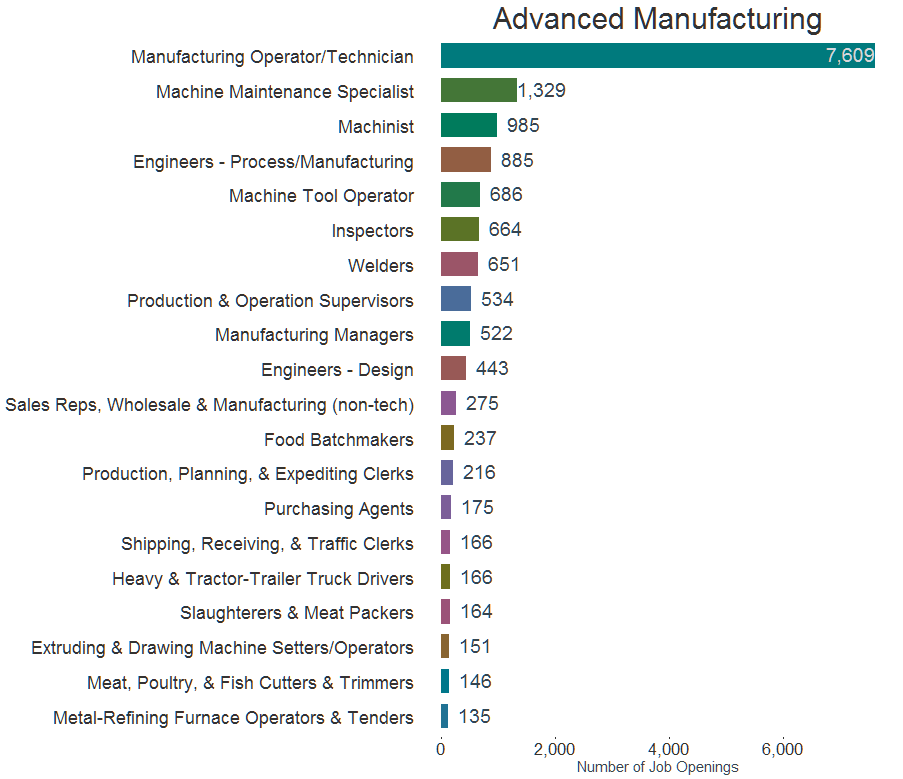 Advanced Manufacturing
Manufacturing Operator/Technician 7,609
Machine Maintenance Specialist 1,329
Machinist 985
Engineers - Process/Manufacturing 885
Machine Tool Operator 686
Inspectors 664
Welders 651
Production & Operation Supervisors 534
Manufacturing Managers 522
Engineers - Design 443
Sales Reps, Wholesale & Manufacturing (non-tech) 275
Food Batchmakers 237
Production, Planning, & Expediting Clerks 216
Purchasing Agents 175
Shipping, Receiving, & Traffic Clerks 166
Heavy & Tractor-Trailer Truck Drivers 166
Slaughterers & Meat Packers 164
Extruding & Drawing Machine Setters/Operators 151
Meat, Poultry, & Fish Cutters & Trimmers 146
Metal-Refining Furnace Operators & Tenders 135
0 2,000 4,000 6,000
Number of Job Openings